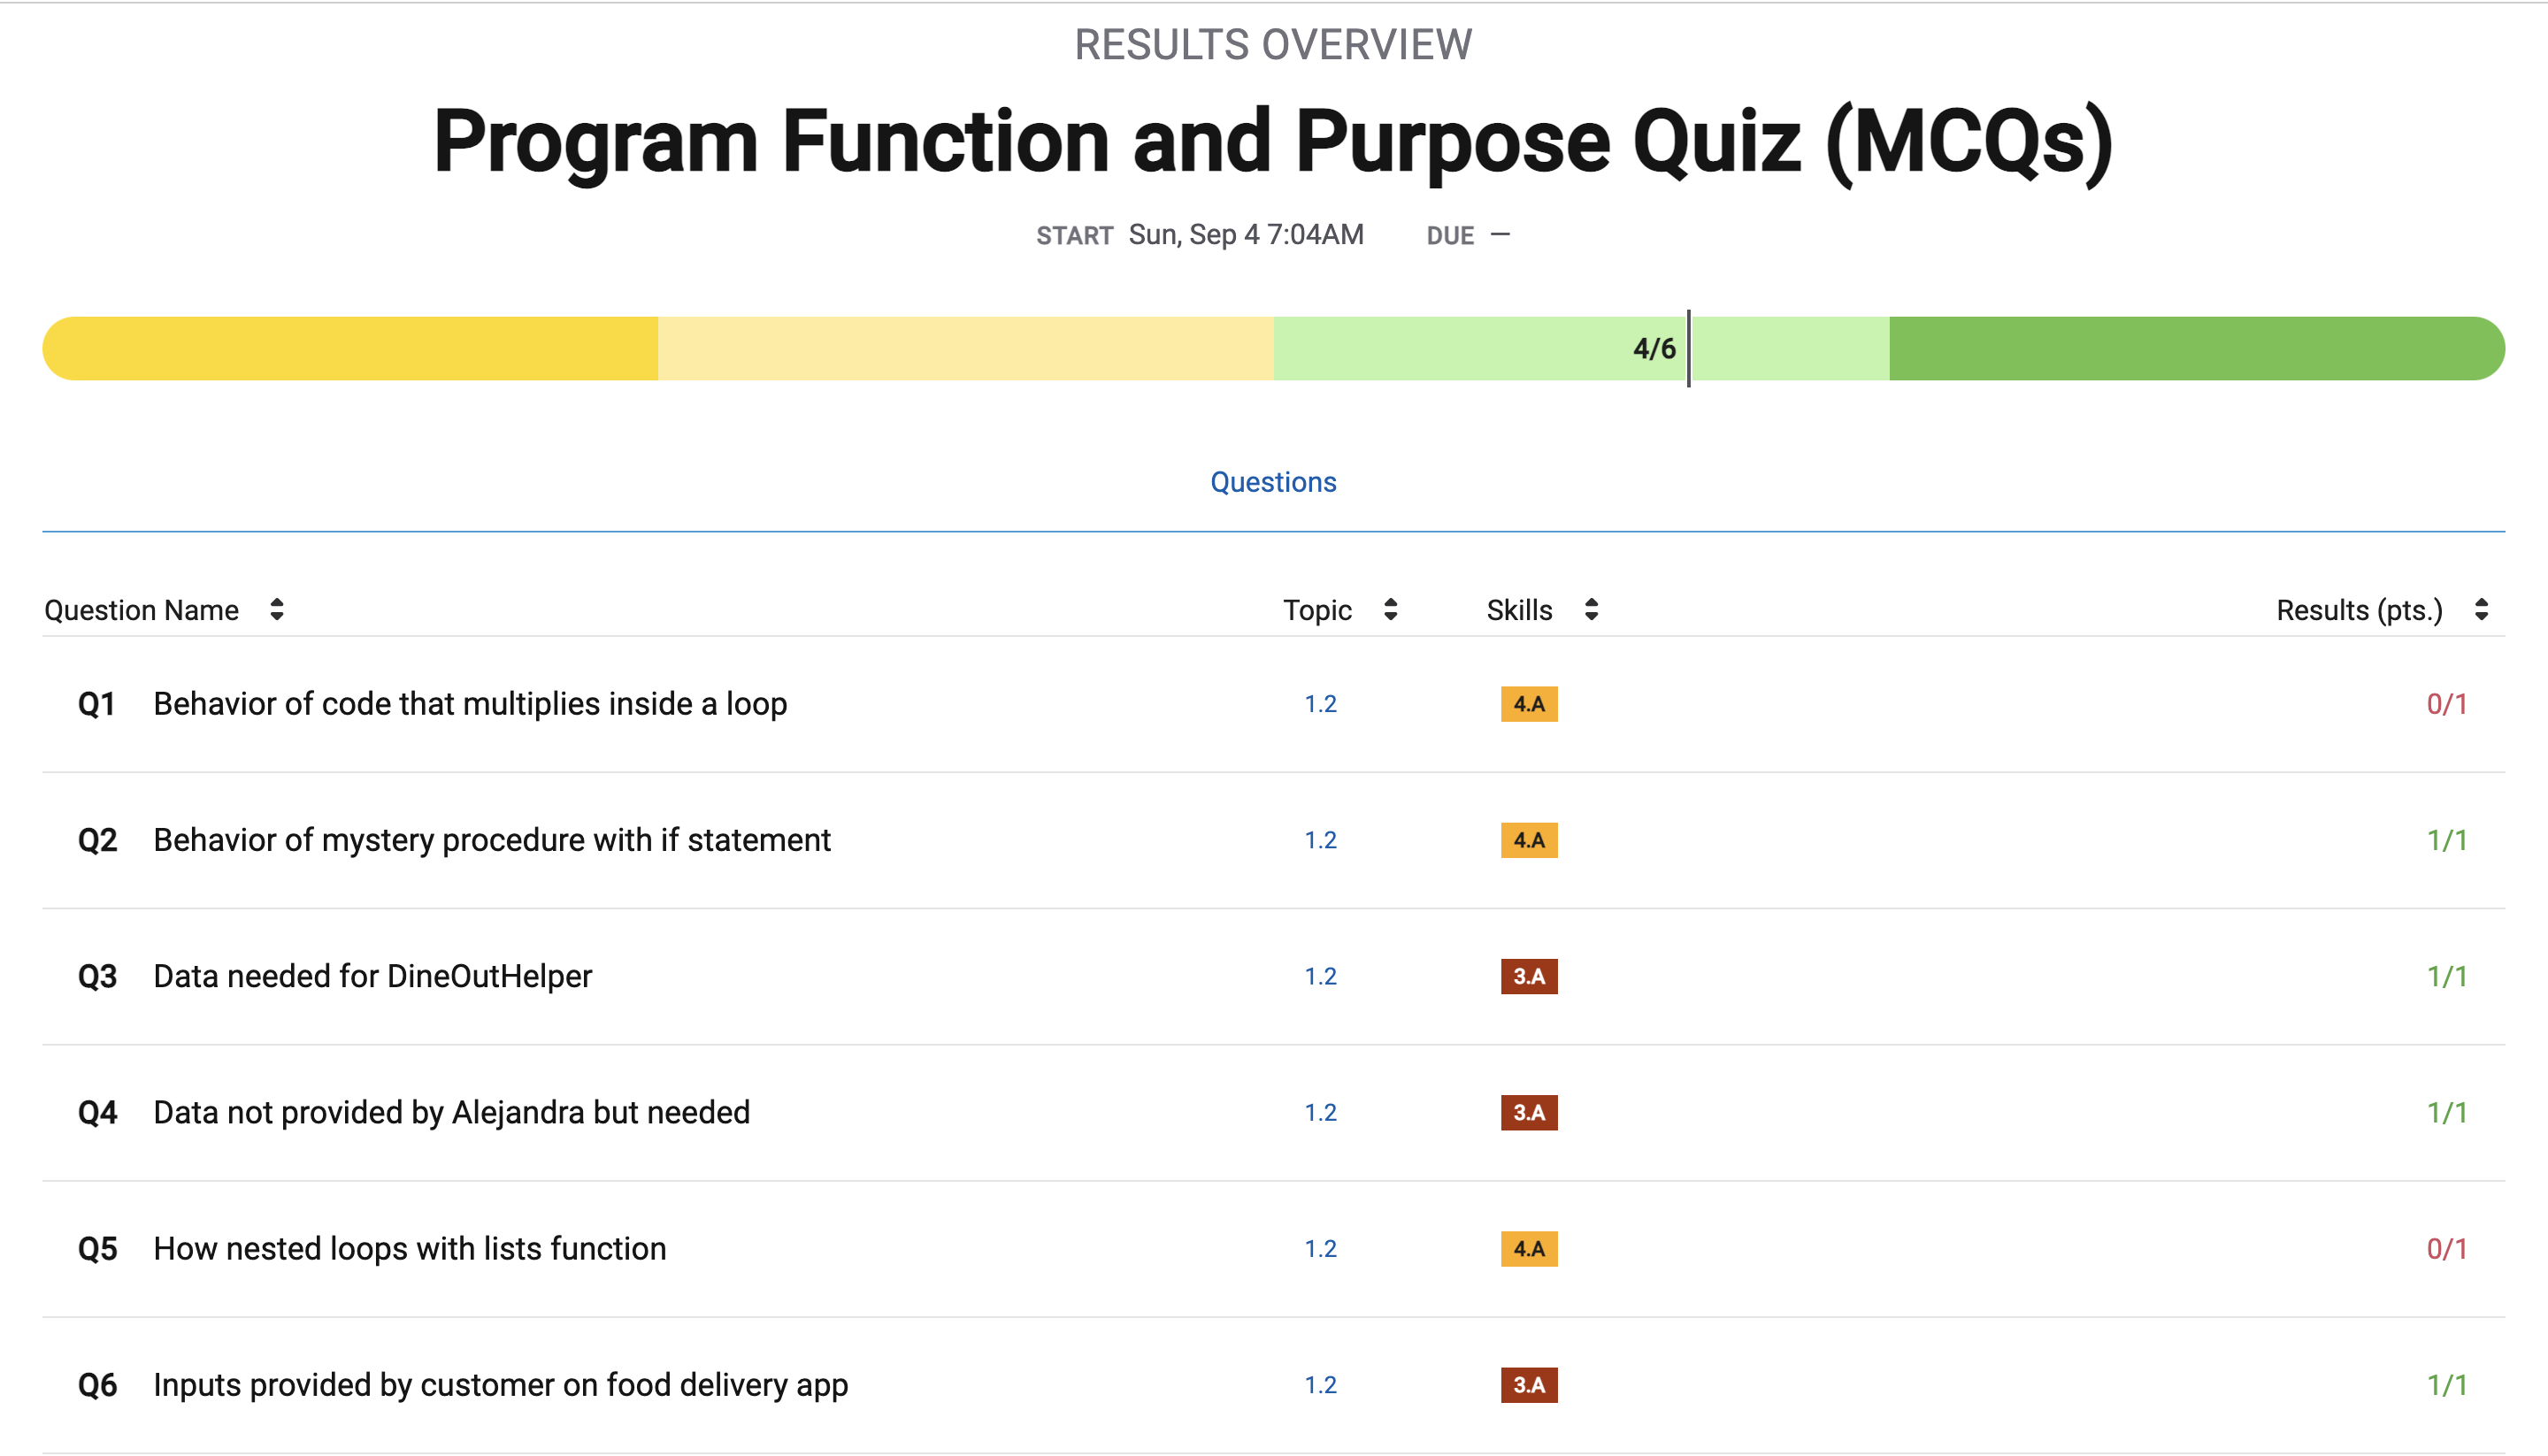 RESULTS OVERVIEW
Program Function and Purpose Quiz (MCQs)
START Sun, Sep 4 7:04AM DUE —
4/6
Questions
Question Name Topic Skills Results (pts.)
Q1 Behavior of code that multiplies inside a loop 1.2 4.A 0/1
Q2 Behavior of mystery procedure with if statement 1.2 4.A 1/1
Q3 Data needed for DineOutHelper 1.2 3.A 1/1
Q4 Data not provided by Alejandra but needed 1.2 3.A 1/1
Q5 How nested loops with lists function 1.2 4.A 0/1
Q6 Inputs provided by customer on food delivery app 1.2 3.A 1/1